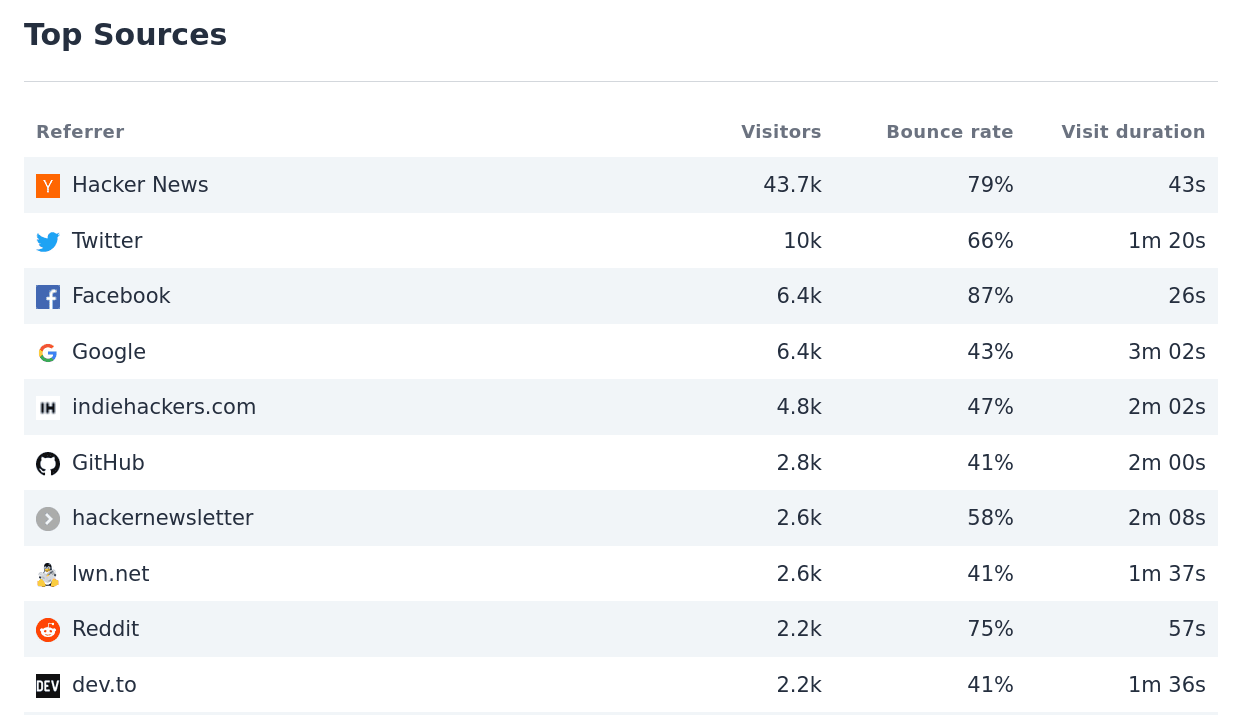 Top Sources
Referrer Visitors Bounce rate Visit duration
Y Hacker News 43.7k 79% 43s
Twitter 10k 66% 1m 20s
f Facebook 6.4k 87% 26s
G Google 6.4k 43% 3m 02s
IH indiehackers.com 4.8k 47% 2m 02s
GitHub 2.8k 41% 2m 00s
hackernewsletter 2.6k 58% 2m 08s
lwn.net 2.6k 41% 1m 37s
Reddit 2.2k 75% 57s
DEV dev.to 2.2k 41% 1m 36s